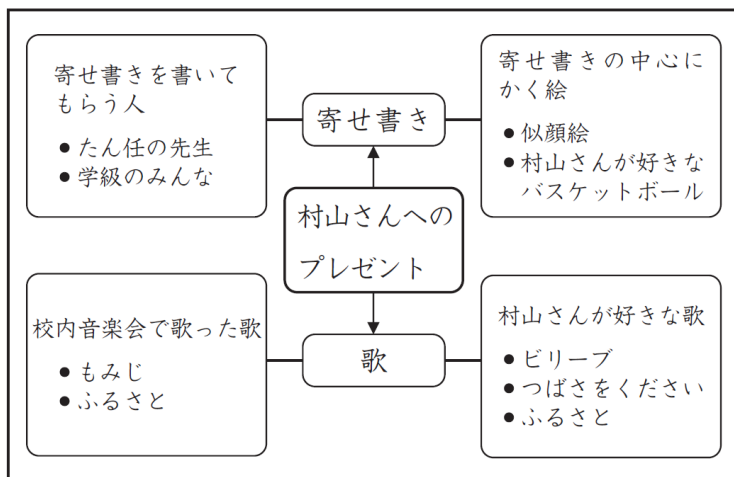 寄せ書きを書いて
もらう人
●たん任の先生
●学級のみんな
寄せ書き
寄せ書きの中心に
かく絵
●似顔絵
●村山さんが好きな
バスケットボール
村山さんへの
プレゼント
校内音楽会で歌った歌
●もみじ
●ふるさと
歌
村山さんが好きな歌
●ビリーブ
●つばさをください
●ふるさと